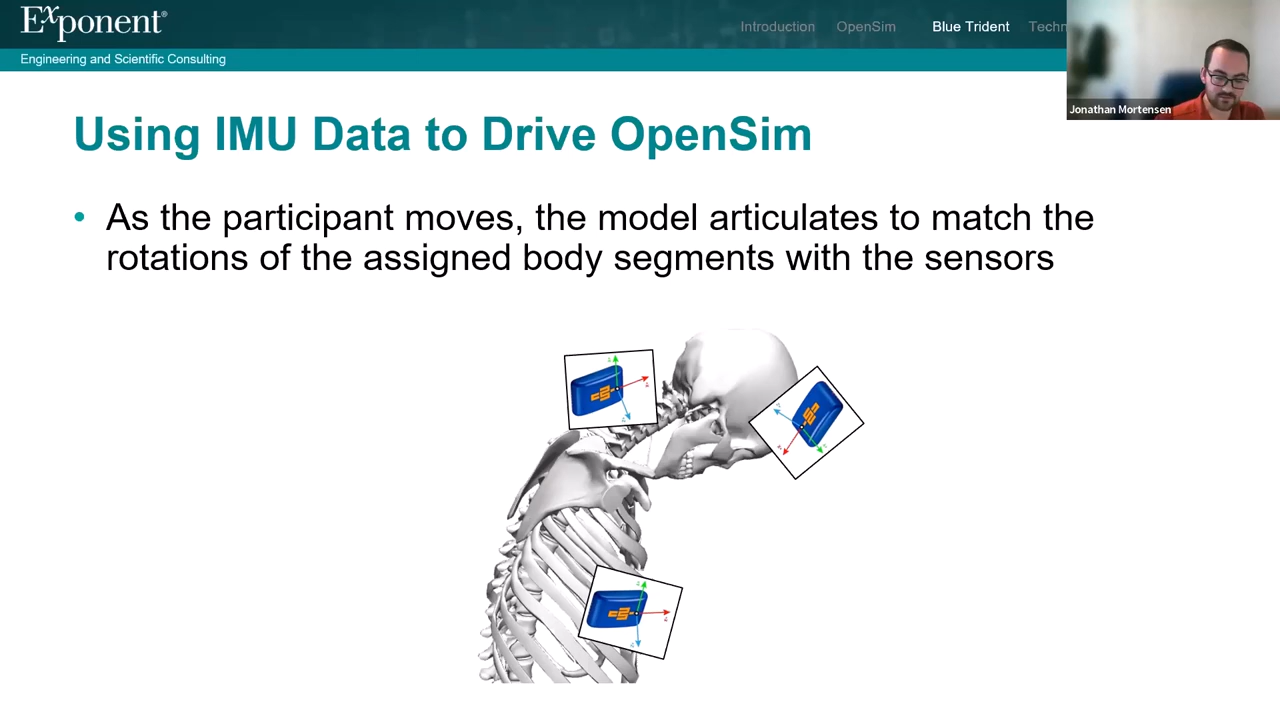 Exponent®
Engineering and Scientific Consulting
Introduction OpenSim Blue Trident Techn
Jonathan Mortensen
Using IMU Data to Drive OpenSim
• As the participant moves, the model articulates to match the
rotations of the assigned body segments with the sensors